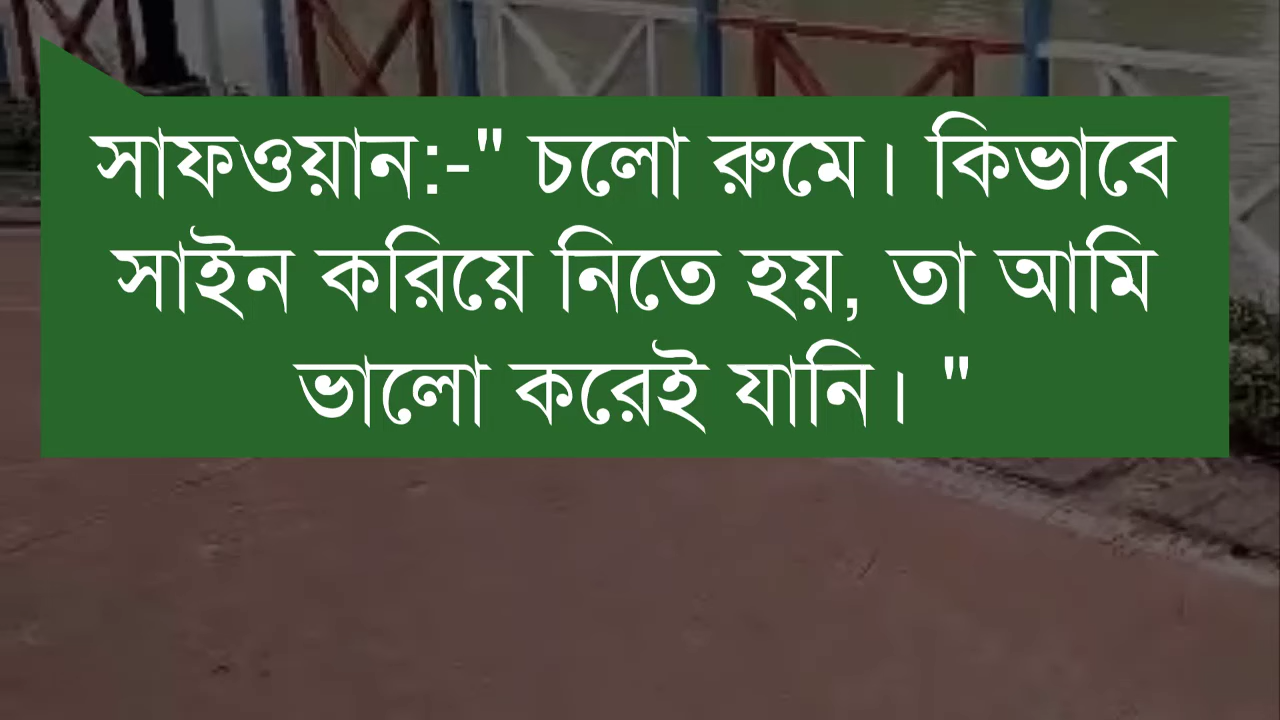 সাফওয়ান:-" চলো রুমে। কিভাবে
সাইন করিয়ে নিতে হয়, তা আমি
ভালো করেই যানি। "